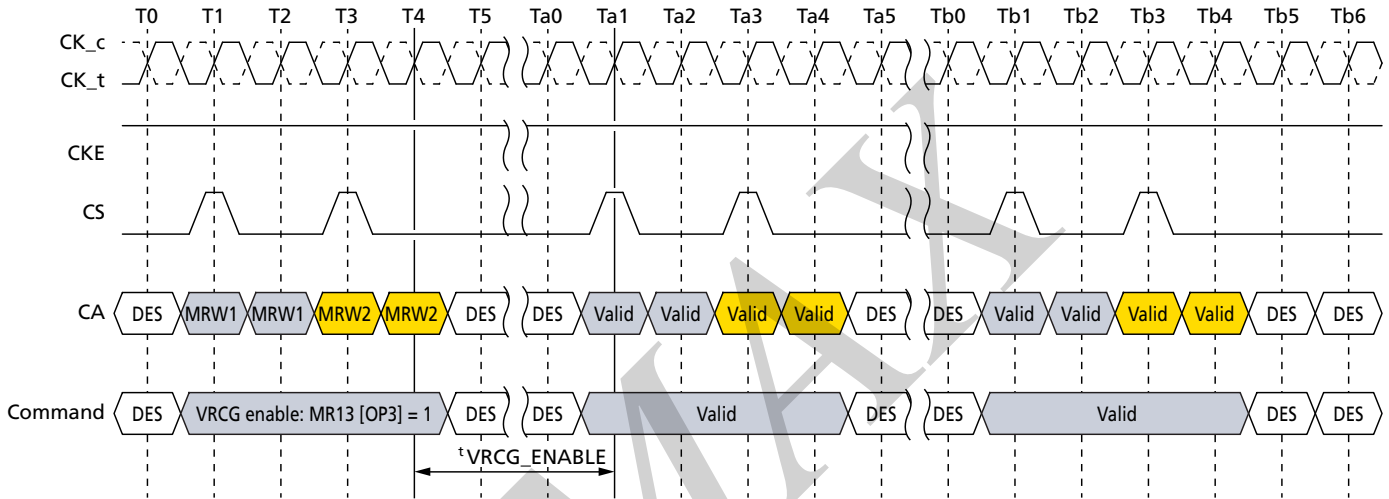 T0 T1 T2 T3 T4 T5 Ta0 Ta1 Ta2 Ta3 Ta4 Ta5 Tb0 Tb1 Tb2 Tb3 Tb4 Tb5 Tb6
CK_c
CK_t
CKE
CS
CA DES MRW1 MRW1 MRW2 MRW2 DES DES Valid Valid Valid Valid DES DES Valid Valid Valid Valid DES DES
Command DES VRCG enable: MR13 [OP3] = 1 DES DES Valid DES DES Valid DES DES
tVRCG_ENABLE
MAX